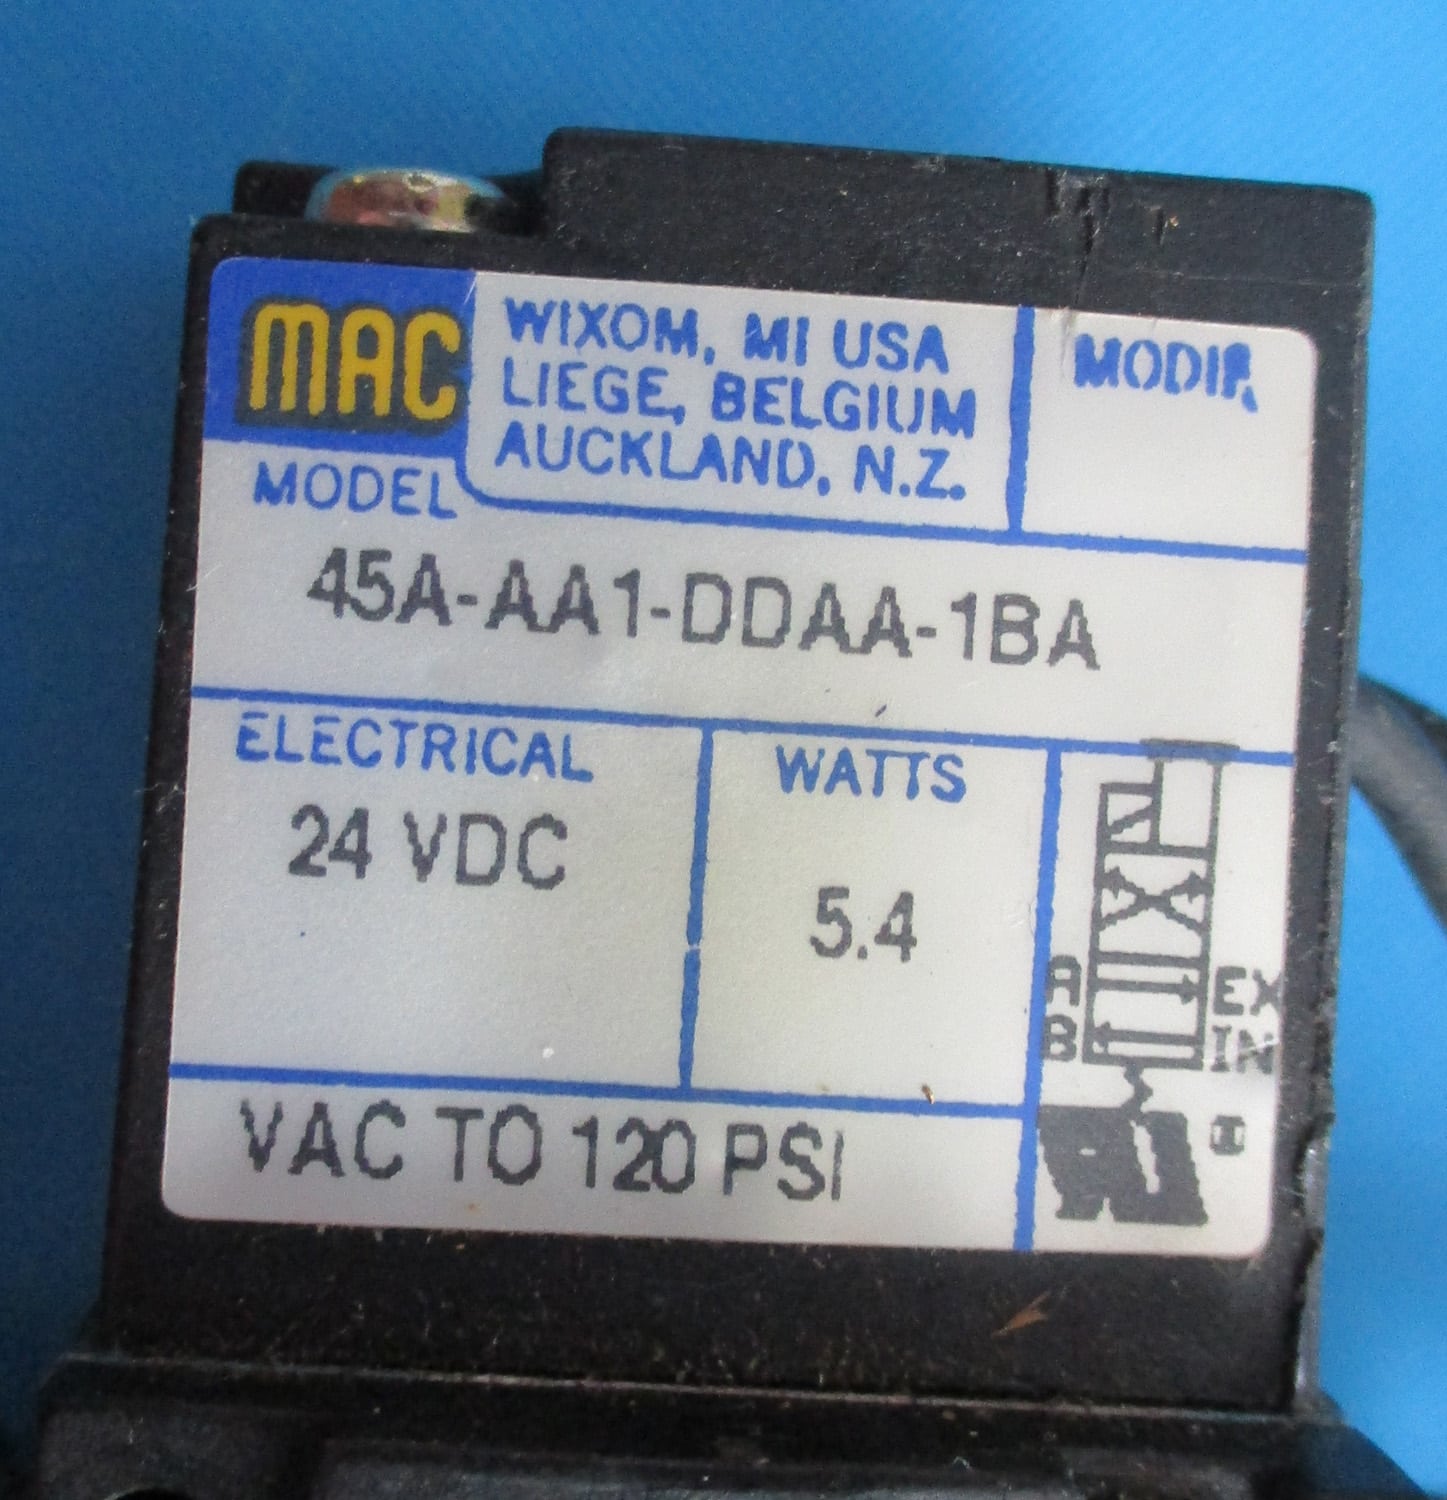 MAC
WIXOM, MI USA
LIEGE, BELGIUM
AUCKLAND, N.Z.
MODEL
45A-AA1-DDAA-1BA
ELECTRICAL
24 VDC
WATTS
5.4
A EX
B IN
VAC TO 120 PSI